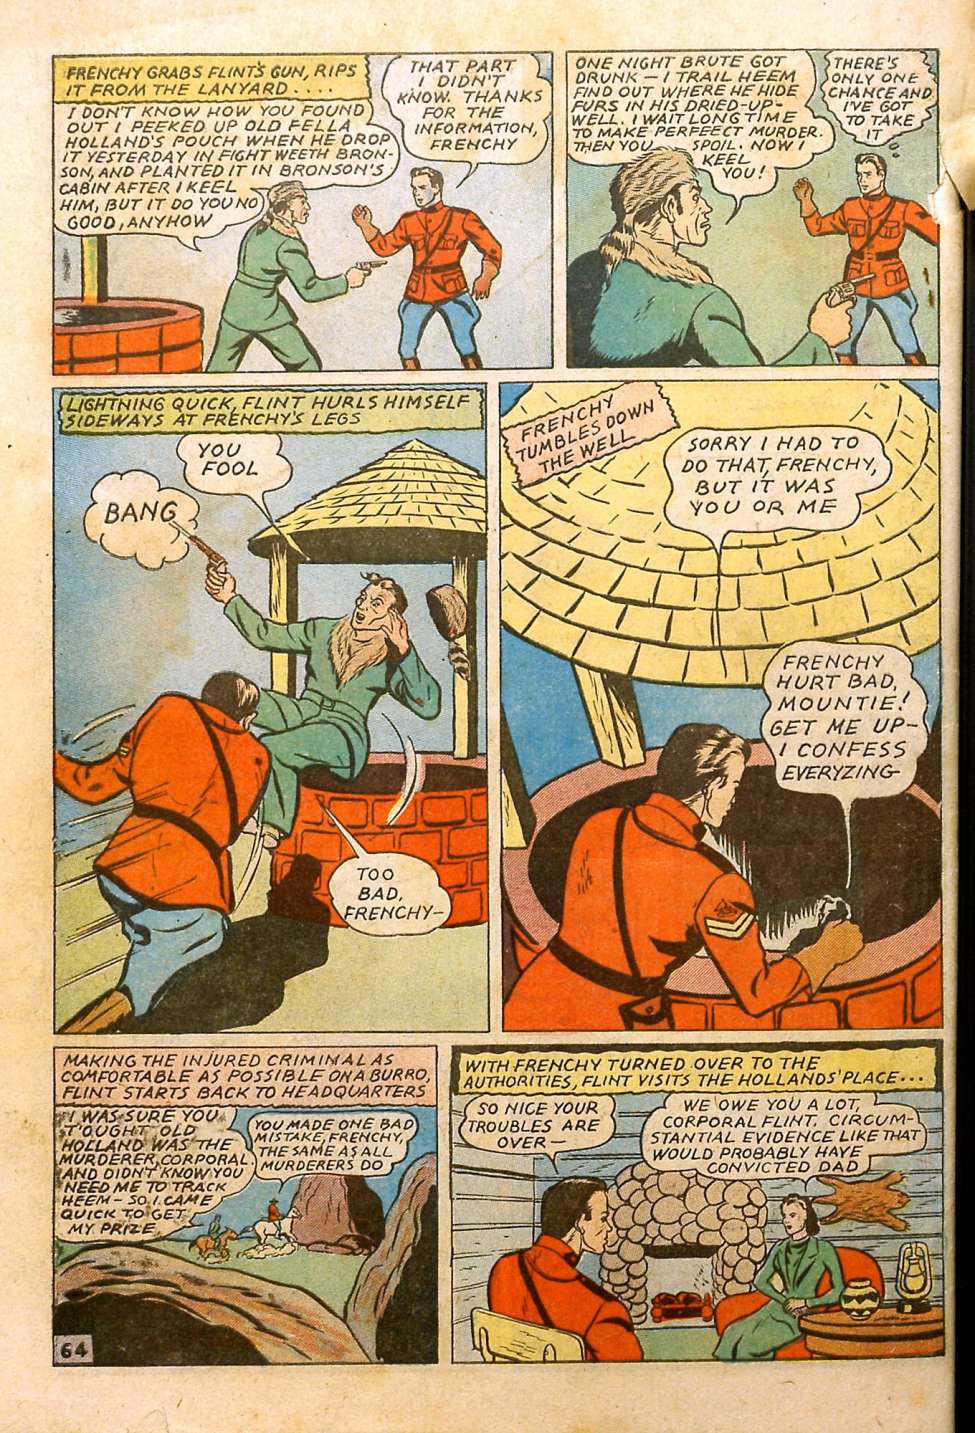 FRENCHY GRABS FLINT'S GUN, RIPS
IT FROM THE LANYARD....
I DON'T KNOW HOW YOU FOUND
OUT I PEEKED UP OLD FELLA
HOLLAND'S POUCH WHEN HE DROP
IT YESTERDAY IN FIGHT WEETH BRON-
SON, AND PLANTED IT IN BRONSON'S
CABIN AFTER I KEEL
HIM, BUT IT DO YOU NO
GOOD, ANYHOW
THAT PART
I DIDN'T
KNOW. THANKS
FOR THE
INFORMATION,
FRENCHY
ONE NIGHT BRUTE GOT
DRUNK — I TRAIL HEEM
FIND OUT WHERE HE HIDE
FURS IN HIS DRIED-UP-
WELL. I WAIT LONG TIME
TO MAKE PERFEECT MURDER.
THEN YOU SPOIL. NOW I
KEEL
YOU!
THERE'S
ONLY ONE
CHANCE AND
I'VE GOT
TO TAKE
IT
LIGHTNING QUICK, FLINT HURLS HIMSELF
SIDEWAYS AT FRENCHY'S LEGS
YOU
FOOL
BANG
TOO
BAD,
FRENCHY—
FRENCHY
TUMBLES DOWN
THE WELL
SORRY I HAD TO
DO THAT, FRENCHY,
BUT IT WAS
YOU OR ME
FRENCHY
HURT BAD,
MOUNTIE!
GET ME UP—
I CONFESS
EVERYZING—
MAKING THE INJURED CRIMINAL AS
COMFORTABLE AS POSSIBLE ON A BURRO,
FLINT STARTS BACK TO HEADQUARTERS
I WAS SURE YOU
T'OUGHT OLD
HOLLAND WAS THE
MURDERER, CORPORAL
AND DIDN'T KNOW YOU
NEED ME TO TRACK
HEEM — SO I CAME
QUICK TO GET
MY PRIZE
YOU MADE ONE BAD
MISTAKE, FRENCHY,
THE SAME AS ALL
MURDERERS DO
64
WITH FRENCHY TURNED OVER TO THE
AUTHORITIES, FLINT VISITS THE HOLLANDS' PLACE...
SO NICE YOUR
TROUBLES ARE
OVER—
WE OWE YOU A LOT,
CORPORAL FLINT. CIRCUM-
STANTIAL EVIDENCE LIKE THAT
WOULD PROBABLY HAVE
CONVICTED DAD